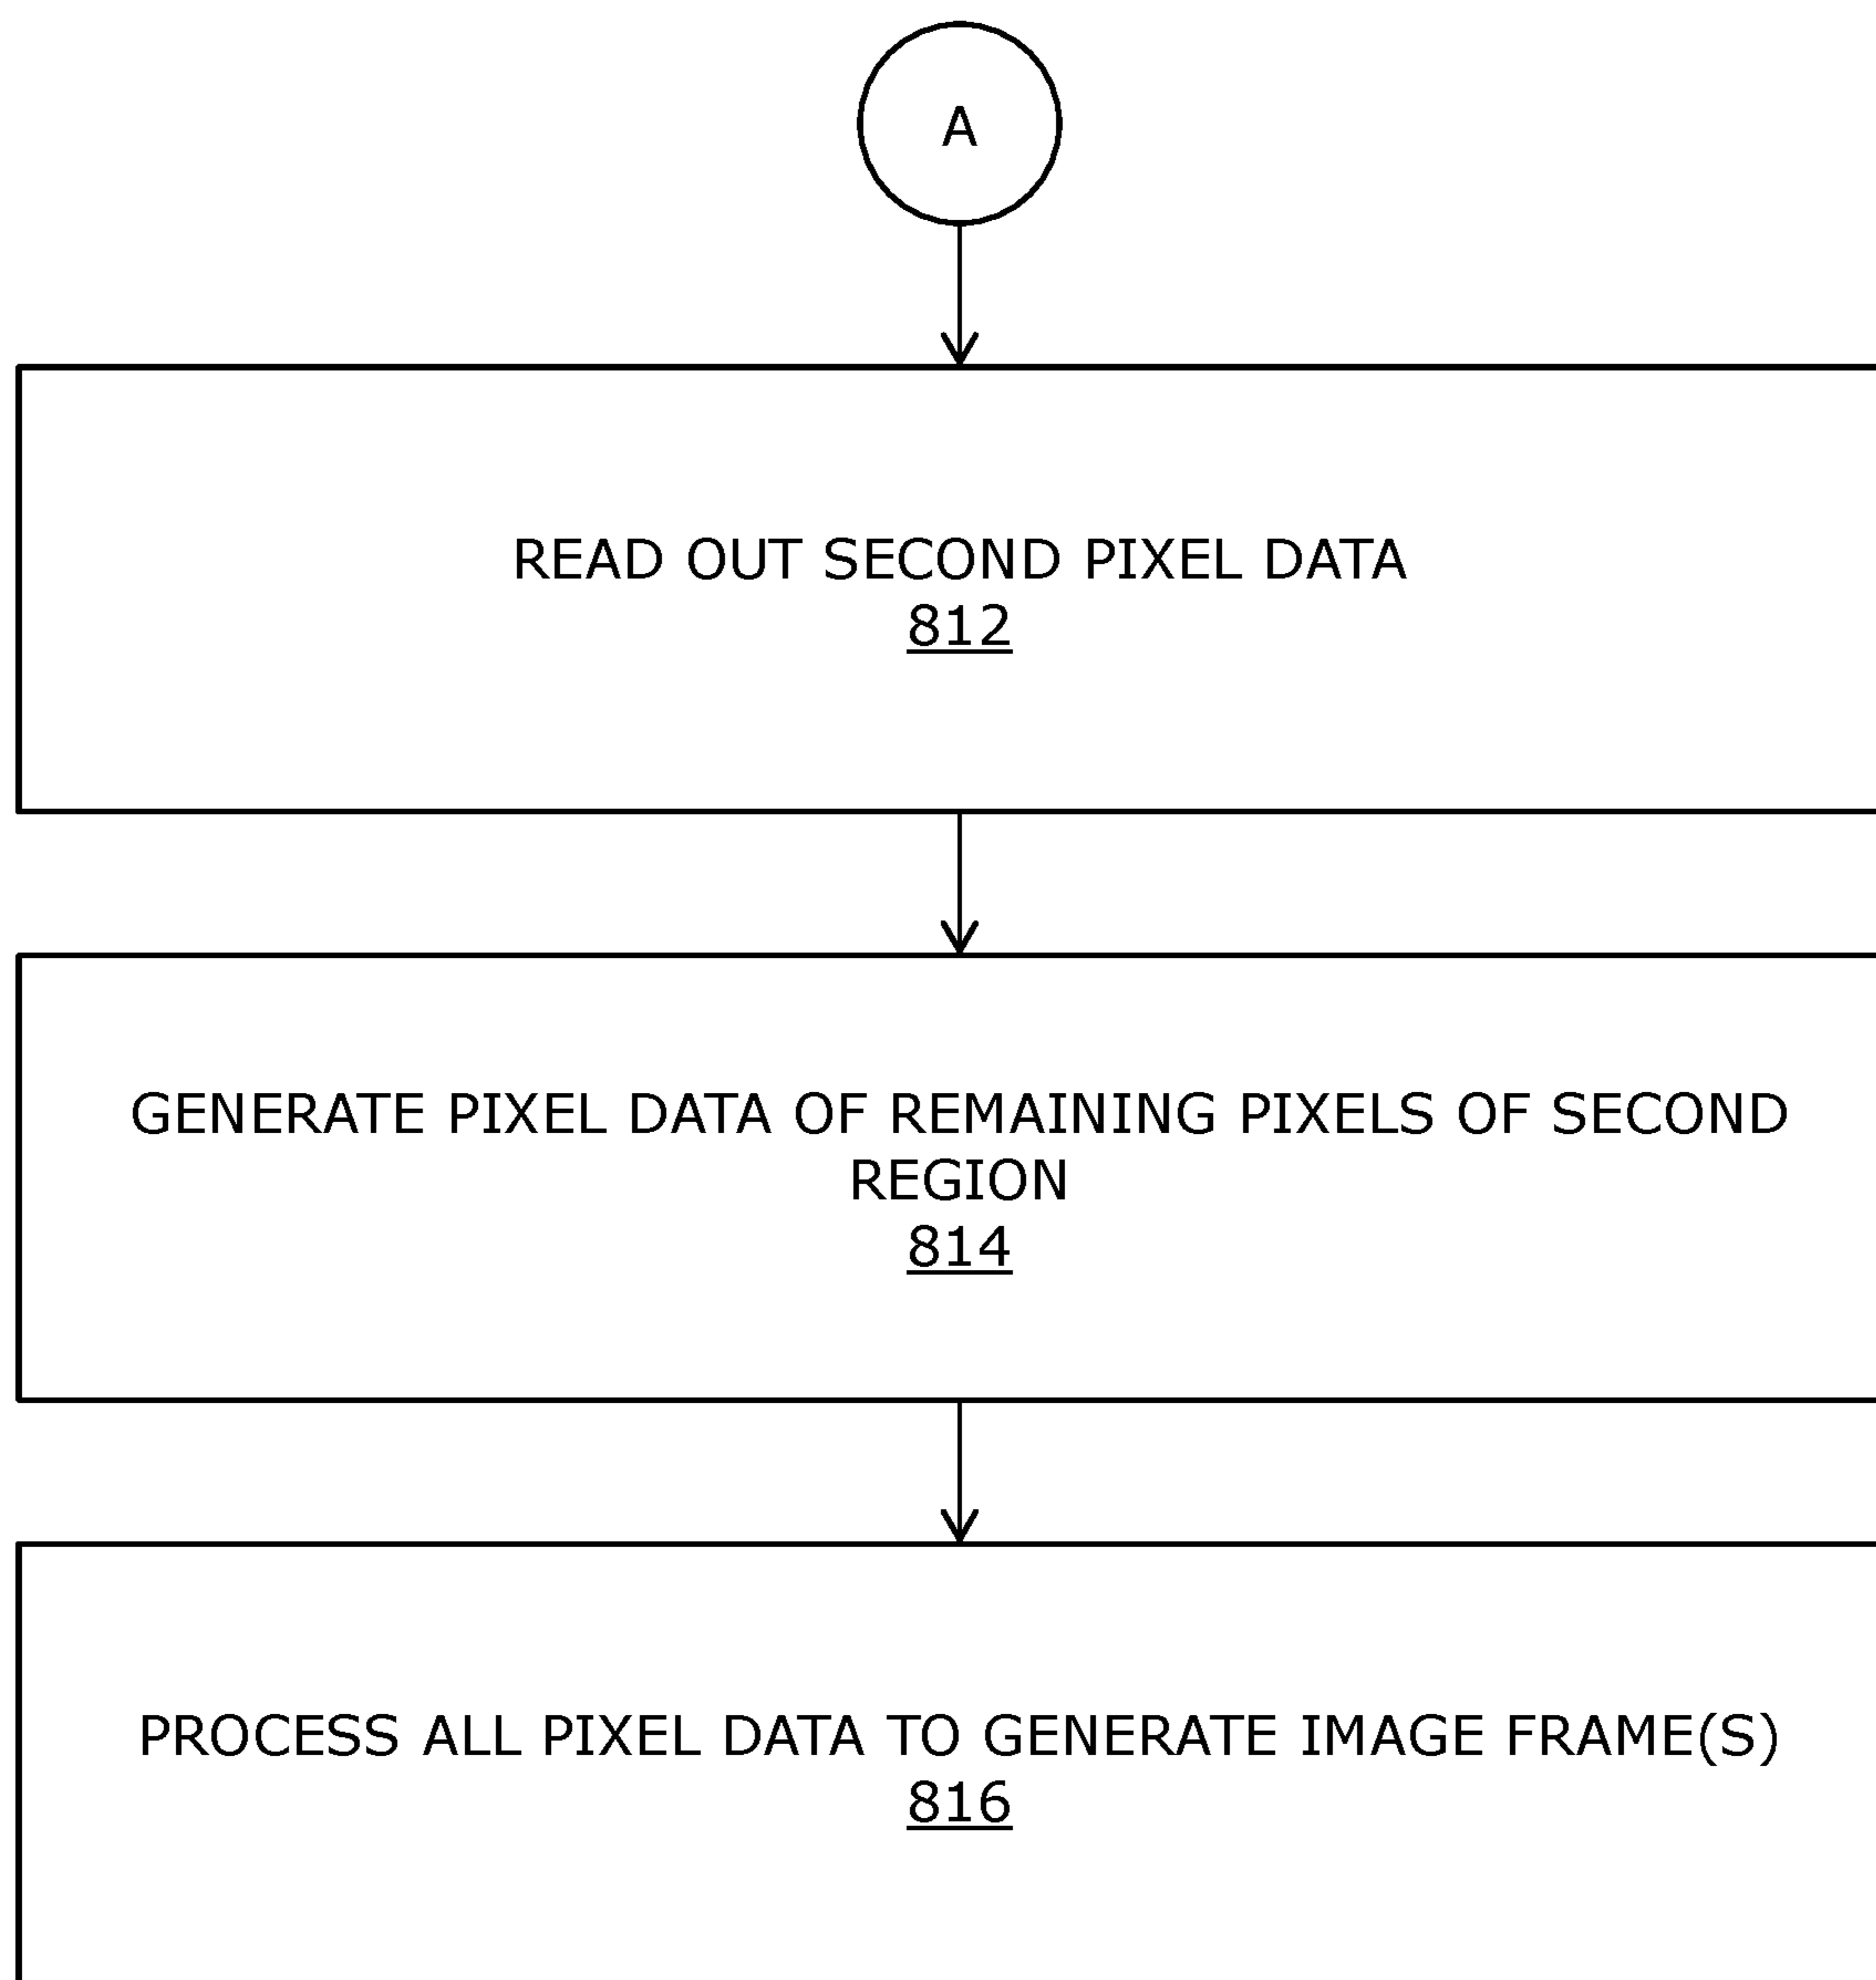 A
READ OUT SECOND PIXEL DATA
812
GENERATE PIXEL DATA OF REMAINING PIXELS OF SECOND
REGION
814
PROCESS ALL PIXEL DATA TO GENERATE IMAGE FRAME(S)
816